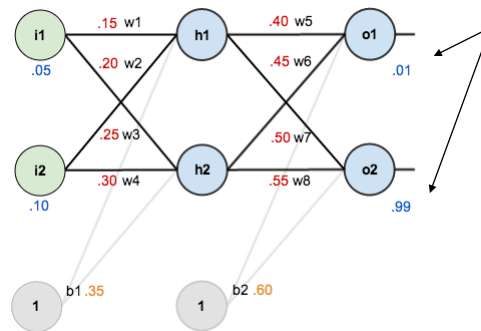 i1 .15 w1 h1 .40 w5 o1
.05 .20 w2 .45 w6 .01
.25 w3 .50 w7
i2 .30 w4 h2 .55 w8 o2
.10 .99
1 b1 .35 1 b2 .60